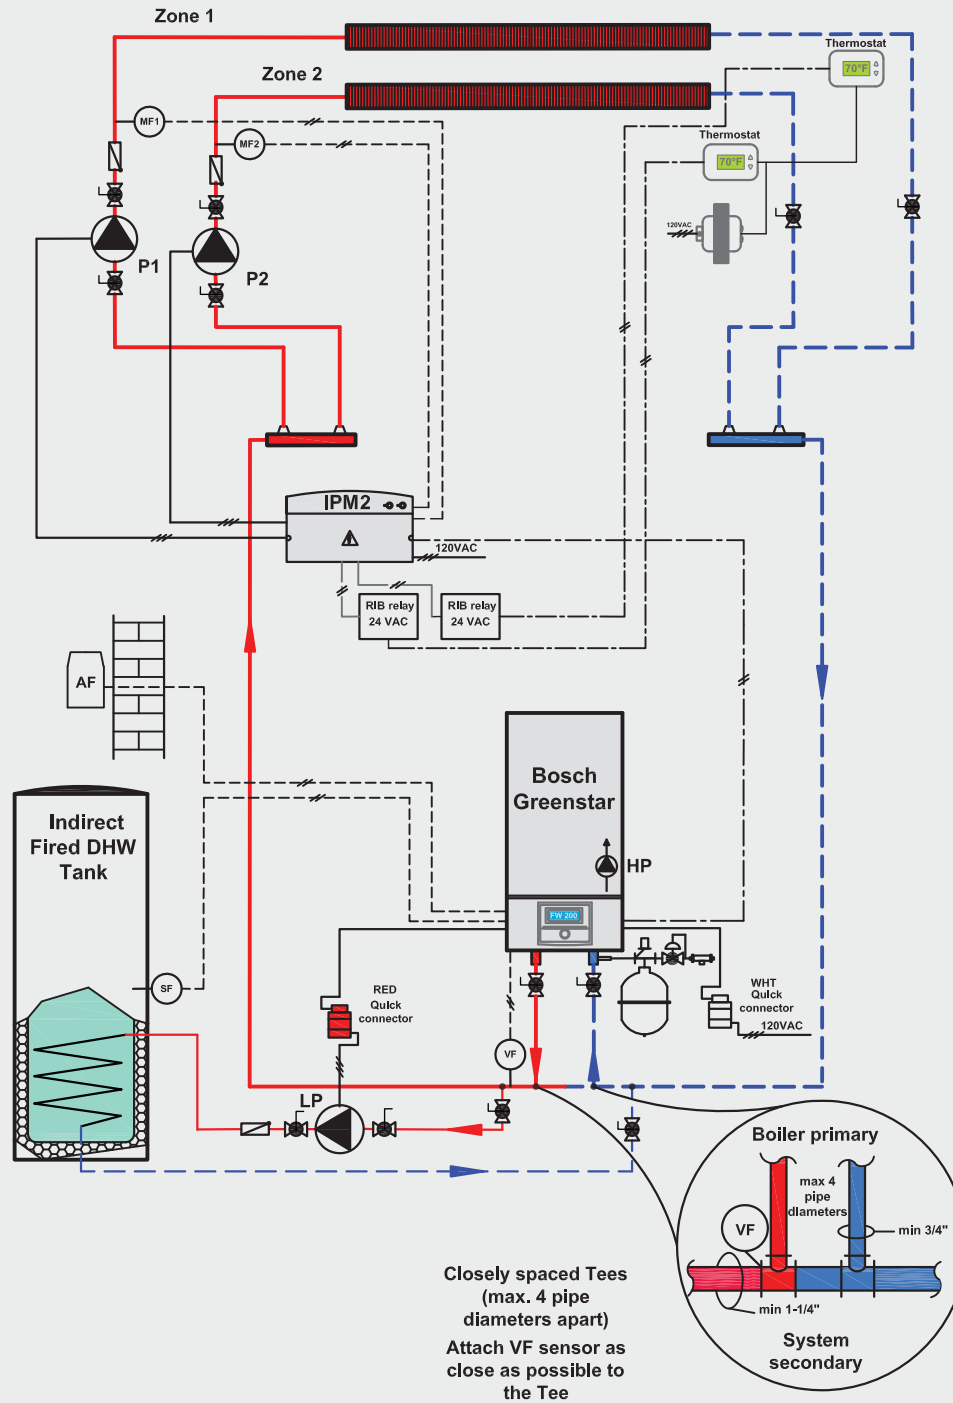 Zone 1
Thermostat
70°F
Zone 2
MF1
MF2
Thermostat
70°F
120VAC
P1
P2
IPM2
120VAC
RIB relay
24 VAC
RIB relay
24 VAC
AF
Bosch
Greenstar
HP
FW 200
Indirect
Fired DHW
Tank
SF
RED
Quick
connector
WHT
Quick
connector
120VAC
VF
LP
Boiler primary
max 4
pipe
diameters
VF
min 3/4"
min 1-1/4"
System
secondary
Closely spaced Tees
(max. 4 pipe
diameters apart)
Attach VF sensor as
close as possible to
the Tee